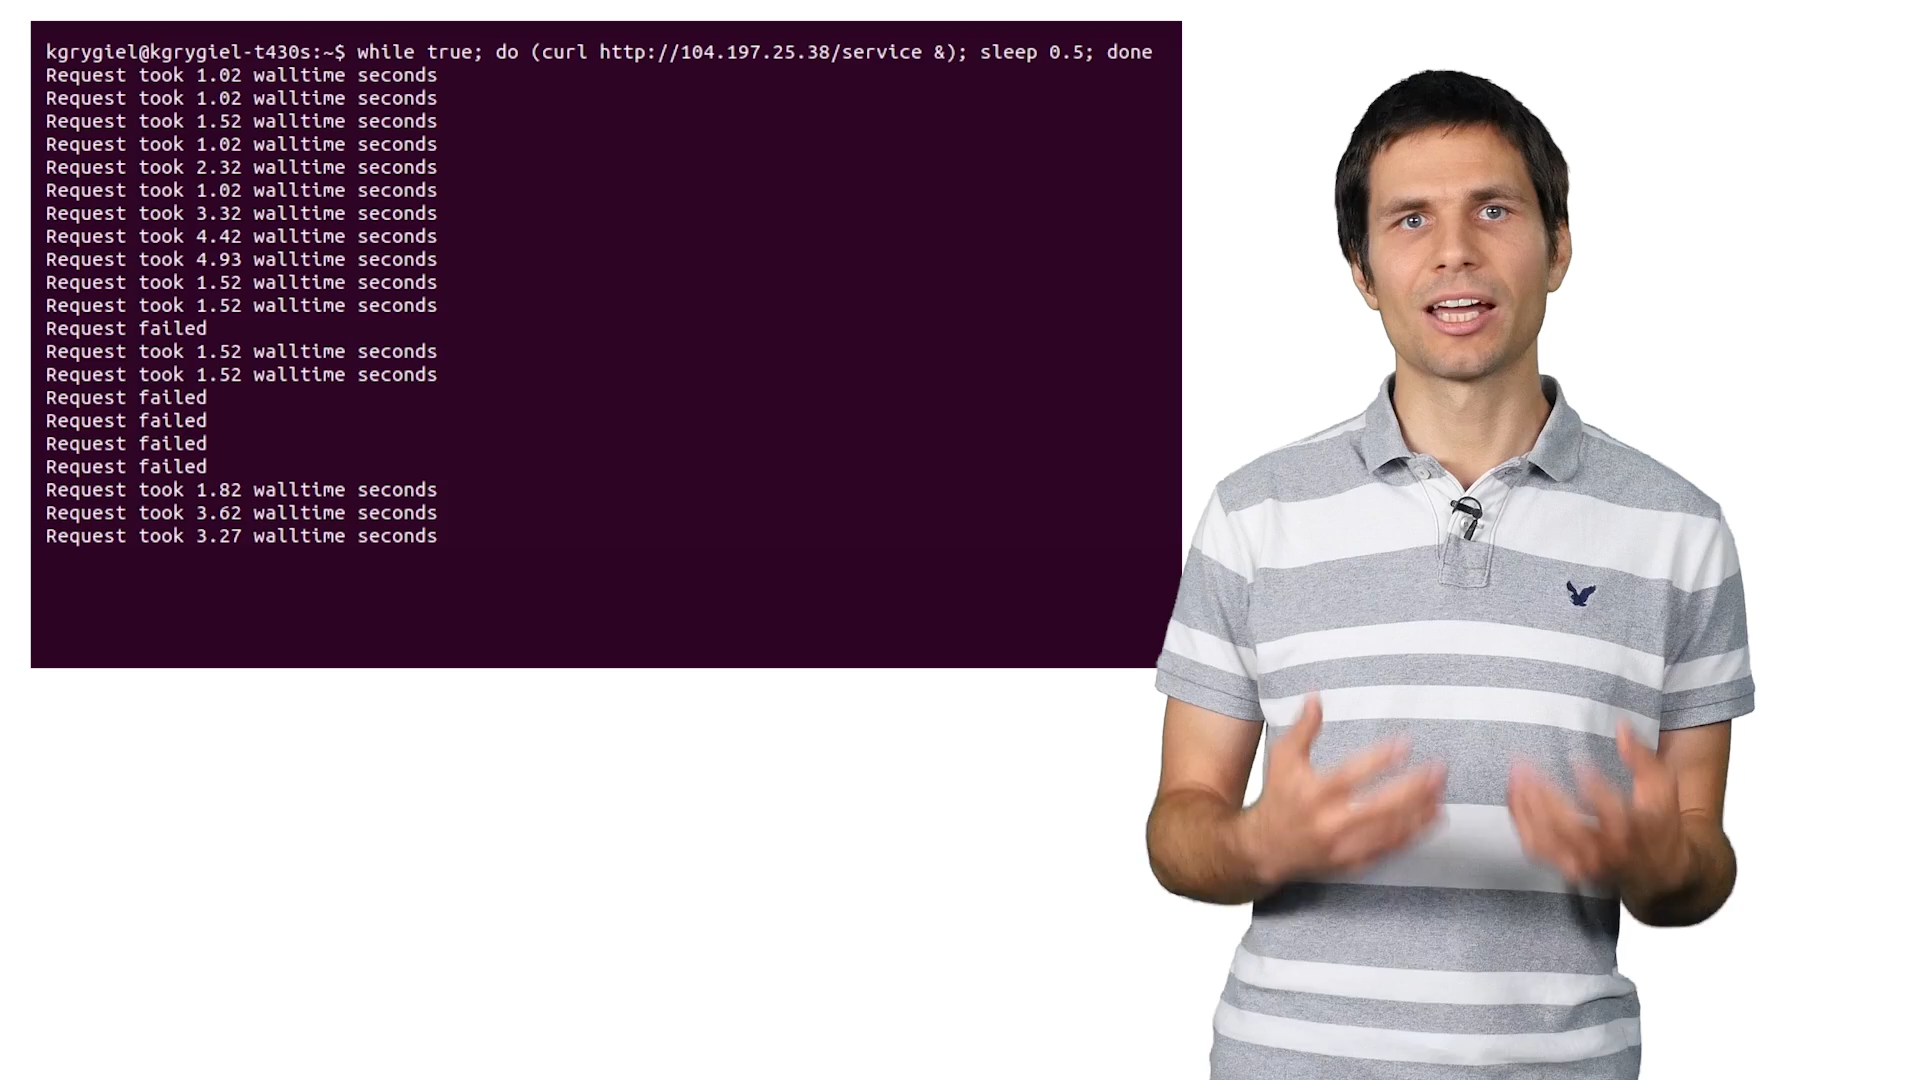 kgrygiel@kgrygiel-t430s:~$ while true; do (curl http://104.197.25.38/service &); sleep 0.5; done
Request took 1.02 walltime seconds
Request took 1.02 walltime seconds
Request took 1.52 walltime seconds
Request took 1.02 walltime seconds
Request took 2.32 walltime seconds
Request took 1.02 walltime seconds
Request took 3.32 walltime seconds
Request took 4.42 walltime seconds
Request took 4.93 walltime seconds
Request took 1.52 walltime seconds
Request took 1.52 walltime seconds
Request failed
Request took 1.52 walltime seconds
Request took 1.52 walltime seconds
Request failed
Request failed
Request failed
Request failed
Request took 1.82 walltime seconds
Request took 3.62 walltime seconds
Request took 3.27 walltime seconds